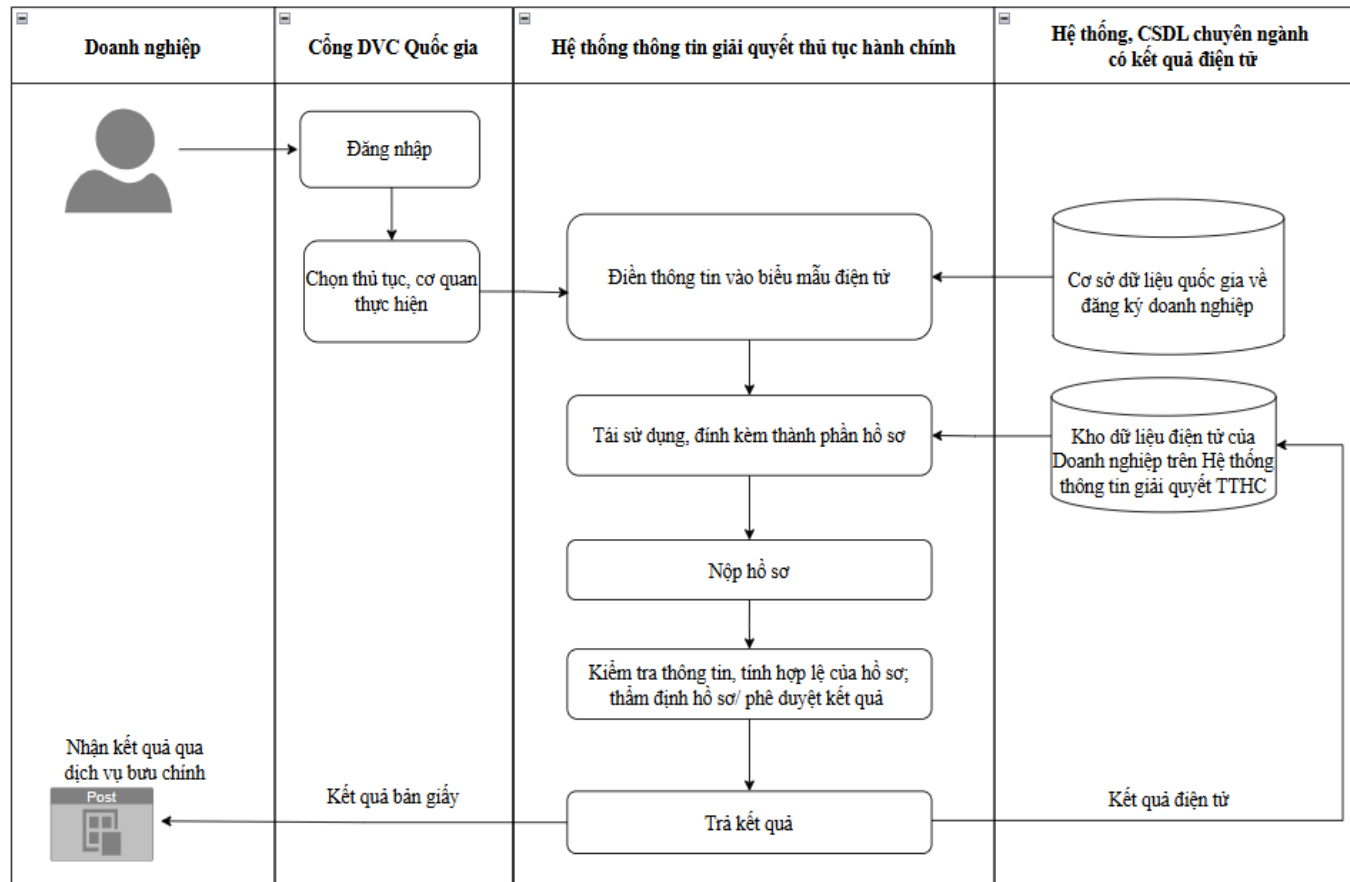 Doanh nghiệp
Cổng DVC Quốc gia
Hệ thống thông tin giải quyết thủ tục hành chính
Hệ thống, CSDL chuyên ngành
có kết quả điện tử
Đăng nhập
Chọn thủ tục, cơ quan
thực hiện
Điền thông tin vào biểu mẫu điện tử
Cơ sở dữ liệu quốc gia về
đăng ký doanh nghiệp
Tái sử dụng, đính kèm thành phần hồ sơ
Kho dữ liệu điện tử của
Doanh nghiệp trên Hệ thống
thông tin giải quyết TTHC
Nộp hồ sơ
Kiểm tra thông tin, tính hợp lệ của hồ sơ;
thẩm định hồ sơ/ phê duyệt kết quả
Nhận kết quả qua
dịch vụ bưu chính
Post
Kết quả bản giấy
Trả kết quả
Kết quả điện tử